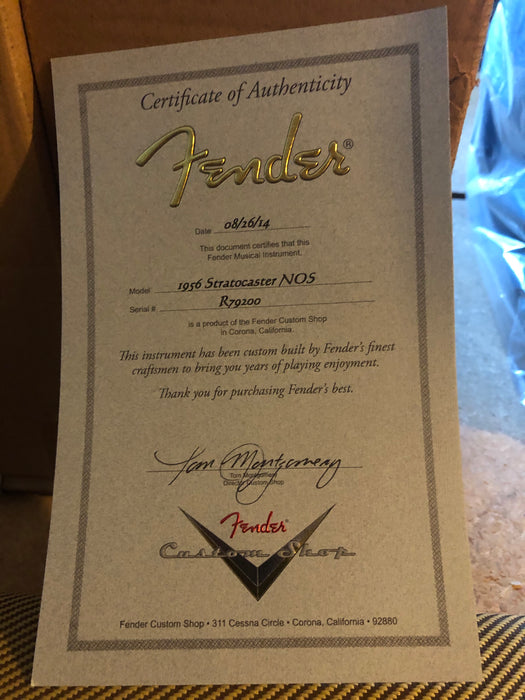 Certificate of Authenticity
Fender®
Date 08/26/14
This document certifies that this
Fender Musical Instrument,
Model 1956 Stratocaster NOS
Serial # R79200
is a product of the Fender Custom Shop
in Corona, California.
This instrument has been custom built by Fender's finest
craftsmen to bring you years of playing enjoyment.
Thank you for purchasing Fender's best.
Tom Montgomery
Tom Montgomery
Director Custom Shop
Fender®
Custom Shop
Fender Custom Shop • 311 Cessna Circle • Corona, California • 92880